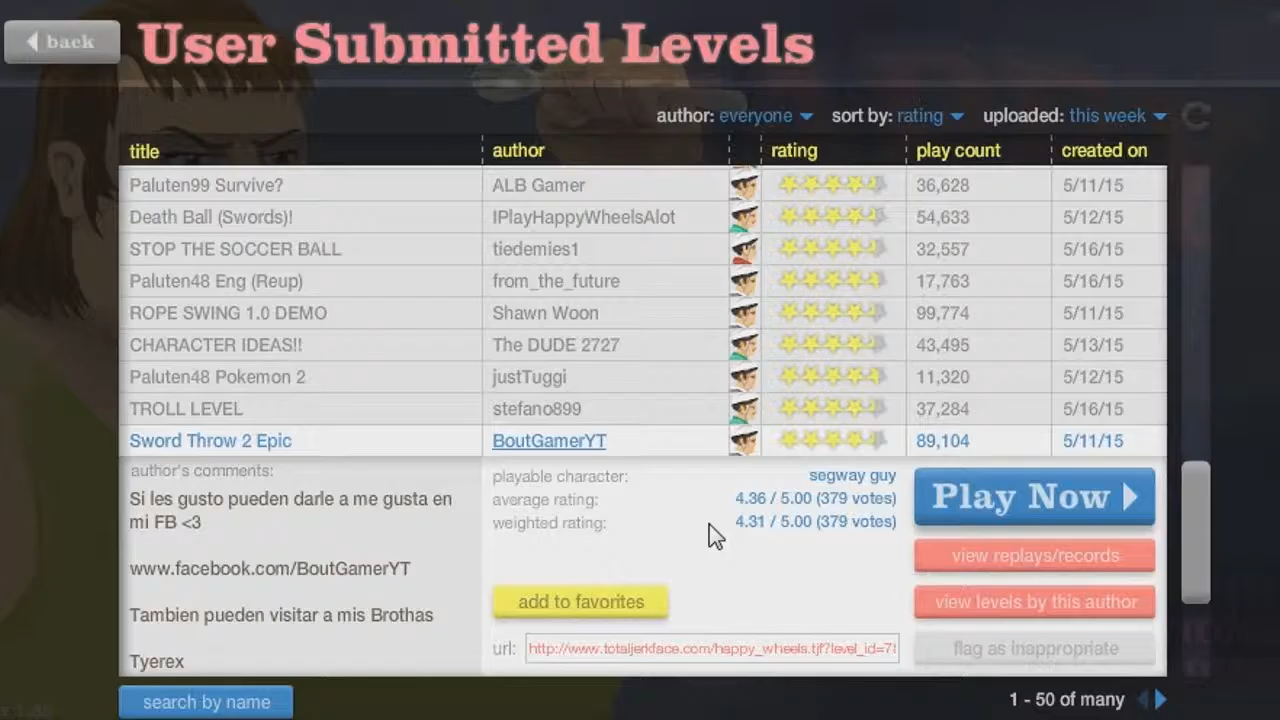 back
User Submitted Levels
author: everyone sort by: rating uploaded: this week
title author rating play count created on
Paluten99 Survive? ALB Gamer 36,628 5/11/15
Death Ball (Swords)! IPlayHappyWheelsAlot 54,633 5/12/15
STOP THE SOCCER BALL tiedemies1 32,557 5/16/15
Paluten48 Eng (Reup) from_the_future 17,763 5/16/15
ROPE SWING 1.0 DEMO Shawn Woon 99,774 5/11/15
CHARACTER IDEAS!! The DUDE 2727 43,495 5/13/15
Paluten48 Pokemon 2 justTuggi 11,320 5/12/15
TROLL LEVEL stefano899 37,284 5/16/15
Sword Throw 2 Epic BoutGamerYT 89,104 5/11/15
author's comments:
Si les gusto pueden darle a me gusta en
mi FB <3
www.facebook.com/BoutGamerYT
Tambien pueden visitar a mis Brothas
Tyerex
playable character: segway guy
average rating: 4.36 / 5.00 (379 votes)
weighted rating: 4.31 / 5.00 (379 votes)
add to favorites
url: http://www.totaljerkface.com/happy_wheels.tjf?level_id=7
Play Now
view replays/records
view levels by this author
flag as inappropriate
search by name
1 - 50 of many